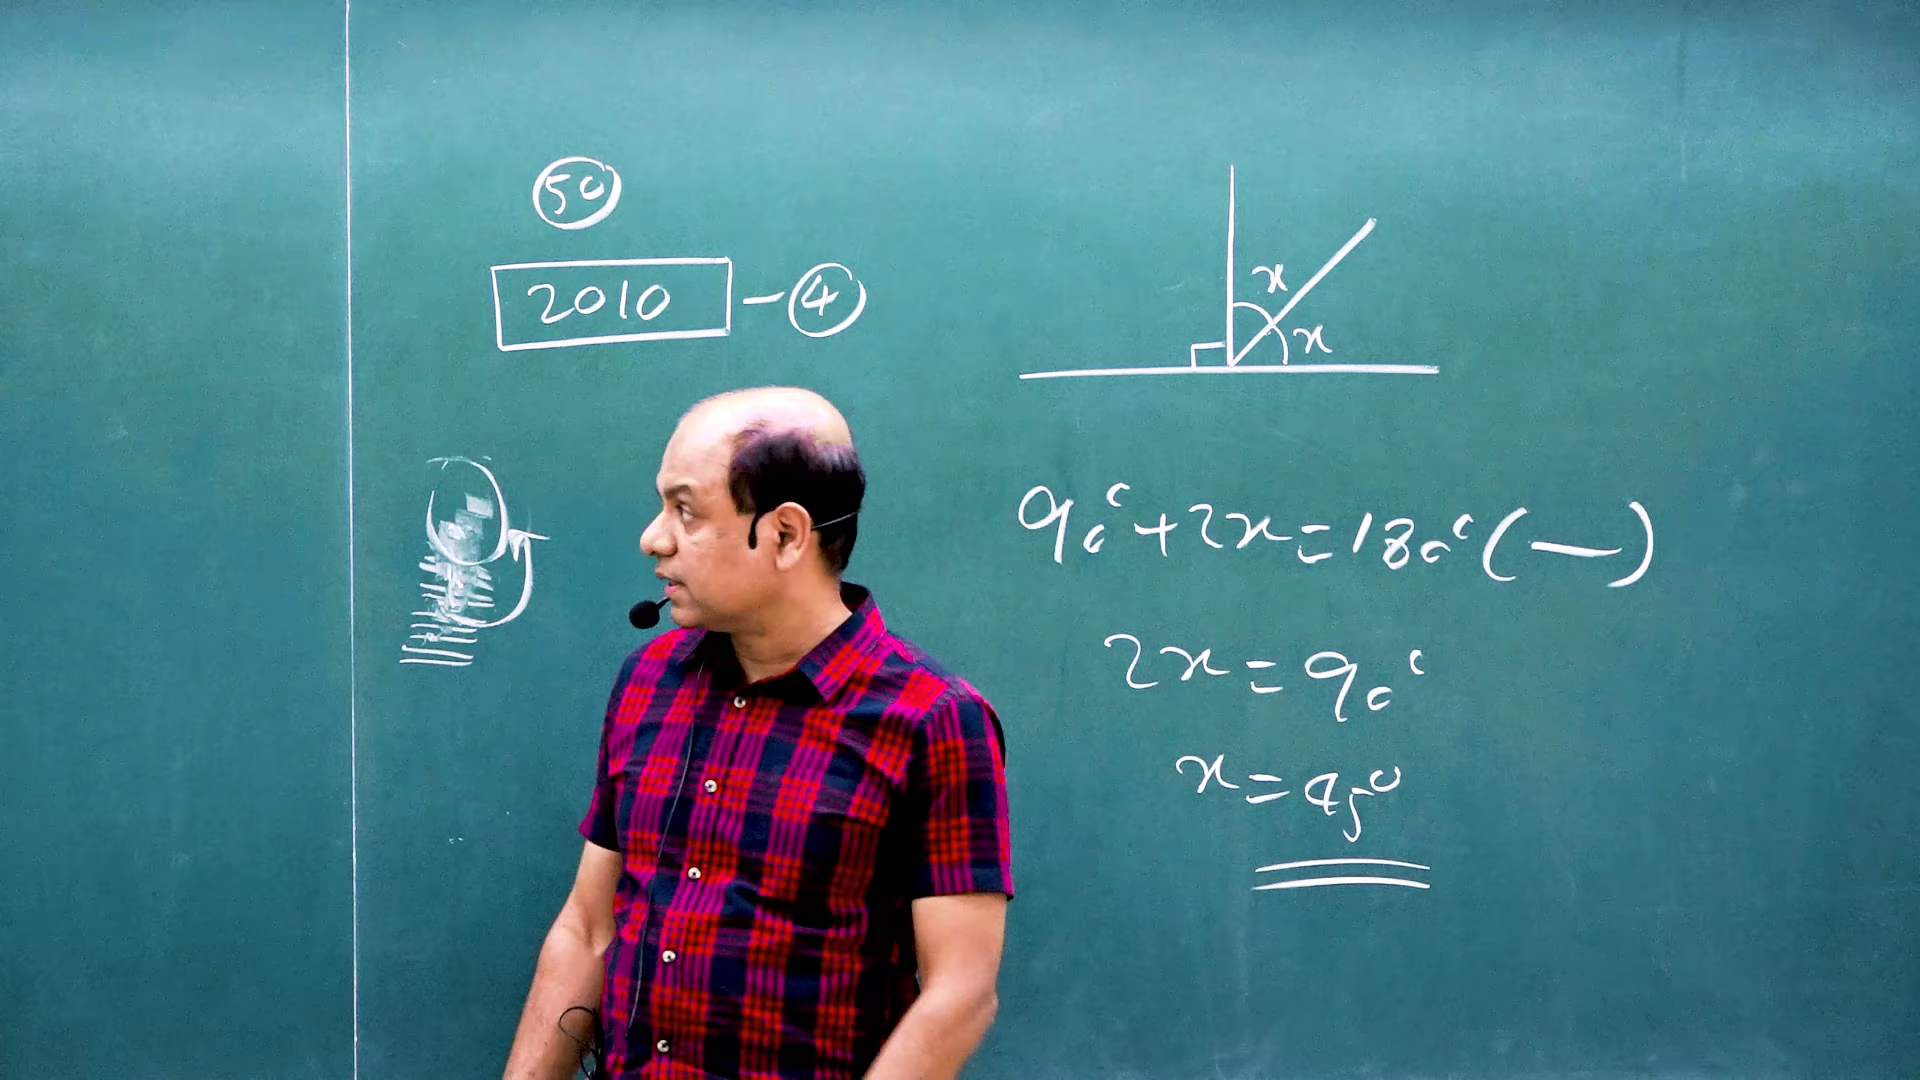 50
2010 - 4
x
x
90° + 2x = 180° ( — )
2x = 90°
x = 45°